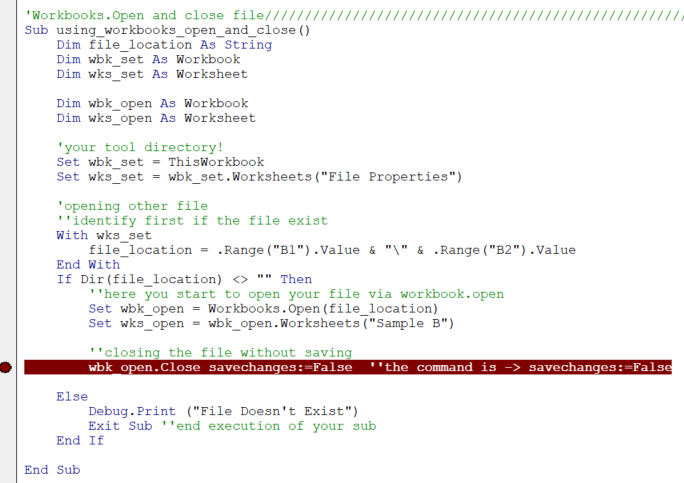 'Workbooks.Open and close file////////////////////////////////////////////////////
Sub using_workbooks_open_and_close()
Dim file_location As String
Dim wbk_set As Workbook
Dim wks_set As Worksheet
Dim wbk_open As Workbook
Dim wks_open As Worksheet
'your tool directory!
Set wbk_set = ThisWorkbook
Set wks_set = wbk_set.Worksheets("File Properties")
'opening other file
''identify first if the file exist
With wks_set
file_location = .Range("B1").Value & "\" & .Range("B2").Value
End With
If Dir(file_location) <> "" Then
''here you start to open your file via workbook.open
Set wbk_open = Workbooks.Open(file_location)
Set wks_open = wbk_open.Worksheets("Sample B")
''closing the file without saving
wbk_open.Close savechanges:=False  ''the command is -> savechanges:=False
Else
Debug.Print ("File Doesn't Exist")
Exit Sub ''end execution of your sub
End If
End Sub